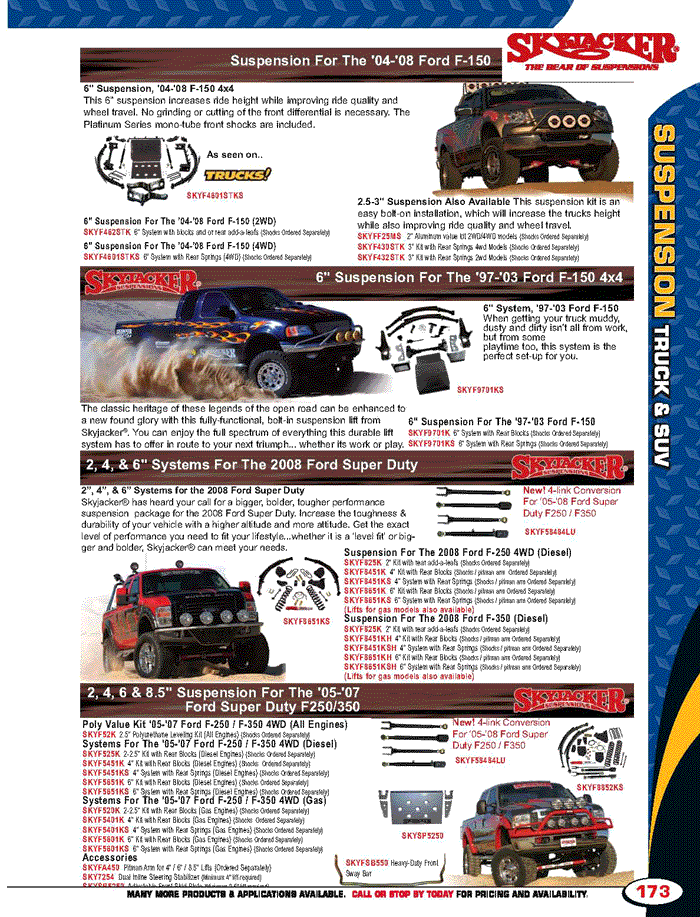 SKYJACKER®
THE BEAR OF SUSPENSIONS
Suspension For The '04-'08 Ford F-150
6" Suspension, '04-'08 F-150 4x4
This 6" suspension increases ride height while improving ride quality and
wheel travel. No grinding or cutting of the front differential is necessary. The
Platinum Series mono-tube front shocks are included.
As seen on..
TRUCKS!
SKYF4601STKS
6" Suspension For The '04-'08 Ford F-150 (2WD)
SKYF462STK 6" System with blocks and or rear add-a-leafs (Shocks Ordered Separately)
6" Suspension For The '04-'08 Ford F-150 (4WD)
SKYF4601STKS 6" System with Rear Springs (4WD) (Shocks Ordered Separately)
2.5-3" Suspension Also Available This suspension kit is an
easy bolt-on installation, which will increase the trucks height
while also improving ride quality and wheel travel.
SKYFF25MS 2" Aluminum value kit 2WD/4WD models (Shocks Ordered Separately)
SKYF430STK 3" Kit with Rear Springs 4wd Models (Shocks Ordered Separately)
SKYF432STK 3" Kit with Rear Springs 2wd Models (Shocks Ordered Separately)
SUSPENSION TRUCK & SUV
SKYJACKER SUSPENSIONS
6" Suspension For The '97-'03 Ford F-150 4x4
6" System, '97-'03 Ford F-150
When getting your truck muddy,
dusty and dirty isn't all from work,
but from some
playtime too, this system is the
perfect set-up for you.
SKYF9701KS
The classic heritage of these legends of the open road can be enhanced to
a new found glory with this fully-functional, bolt-in suspension lift from
Skyjacker®. You can enjoy the full spectrum of everything this durable lift
system has to offer in route to your next triumph... whether its work or play.
6" Suspension For The '97-'03 Ford F-150
SKYF9701K 6" System with Rear Blocks (Shocks Ordered Separately)
SKYF9701KS 6" System with Rear Springs (Shocks Ordered Separately)
2, 4, & 6" Systems For The 2008 Ford Super Duty
SKYJACKER SUSPENSIONS
2", 4", & 6" Systems for the 2008 Ford Super Duty
Skyjacker® has heard your call for a bigger, bolder, tougher performance
suspension package for the 2008 Ford Super Duty. Increase the toughness &
durability of your vehicle with a higher altitude and more attitude. Get the exact
level of performance you need to fit your lifestyle...whether it is a 'level fit' or big-
ger and bolder, Skyjacker® can meet your needs.
New! 4-link Conversion
For '05-'08 Ford Super
Duty F250 / F350
SKYF58484LU
SKYF8651KS
Suspension For The 2008 Ford F-250 4WD (Diesel)
SKYF825K 2" Kit with rear add-a-leafs (Shocks Ordered Separately)
SKYF8451K 4" Kit with Rear Blocks (Shocks / pitman arm Ordered Separately)
SKYF8451KS 4" System with Rear Springs (Shocks / pitman arm Ordered Separately)
SKYF8651K 6" Kit with Rear Blocks (Shocks / pitman arm Ordered Separately)
SKYF8651KS 6" System with Rear Springs (Shocks / pitman arm Ordered Separately)
(Lifts for gas models also available)
Suspension For The 2008 Ford F-350 (Diesel)
SKYF825K 2" Kit with rear add-a-leafs (Shocks Ordered Separately)
SKYF8451KH 4" Kit with Rear Blocks (Shocks / pitman arm Ordered Separately)
SKYF8451KSH 4" System with Rear Springs (Shocks / pitman arm Ordered Separately)
SKYF8651KH 6" Kit with Rear Blocks (Shocks / pitman arm Ordered Separately)
SKYF8651KSH 6" System with Rear Springs (Shocks / pitman arm Ordered Separately)
(Lifts for gas models also available)
2, 4, 6 & 8.5" Suspension For The '05-'07
Ford Super Duty F250/350
SKYJACKER SUSPENSIONS
Poly Value Kit '05-'07 Ford F-250 / F-350 4WD (All Engines)
SKYF52K 2.5" Polyurethane Leveling Kit (All Engines) (Shocks Ordered Separately)
Systems For The '05-'07 Ford F-250 / F-350 4WD (Diesel)
SKYF525K 2-2.5" Kit with Rear Blocks (Diesel Engines) (Shocks Ordered Separately)
SKYF5451K 4" Kit with Rear Blocks (Diesel Engines) (Shocks Ordered Separately)
SKYF5451KS 4" System with Rear Springs (Diesel Engines) (Shocks Ordered Separately)
SKYF5651K 6" Kit with Rear Blocks (Diesel Engines) (Shocks Ordered Separately)
SKYF5651KS 6" System with Rear Springs (Diesel Engines) (Shocks Ordered Separately)
Systems For The '05-'07 Ford F-250 / F-350 4WD (Gas)
SKYF520K 2-2.5" Kit with Rear Blocks (Gas Engines) (Shocks Ordered Separately)
SKYF5401K 4" Kit with Rear Blocks (Gas Engines) (Shocks Ordered Separately)
SKYF5401KS 4" System with Rear Springs (Gas Engines) (Shocks Ordered Separately)
SKYF5601K 6" Kit with Rear Blocks (Gas Engines) (Shocks Ordered Separately)
SKYF5601KS 6" System with Rear Springs (Gas Engines) (Shocks Ordered Separately)
Accessories
SKYFA450 Pitman Arm for 4" / 6" / 8.5" Lifts (Ordered Separately)
SKY7254 Dual Inline Steering Stabilizer (Minimum 4" lift required)
New! 4-link Conversion
For '05-'08 Ford Super
Duty F250 / F350
SKYF58484LU
SKYF8852KS
SKYSP5250
SKYFSB550 Heavy-Duty Front
Sway Bar
MANY MORE PRODUCTS & APPLICATIONS AVAILABLE. CALL OR STOP BY TODAY FOR PRICING AND AVAILABILITY.
173